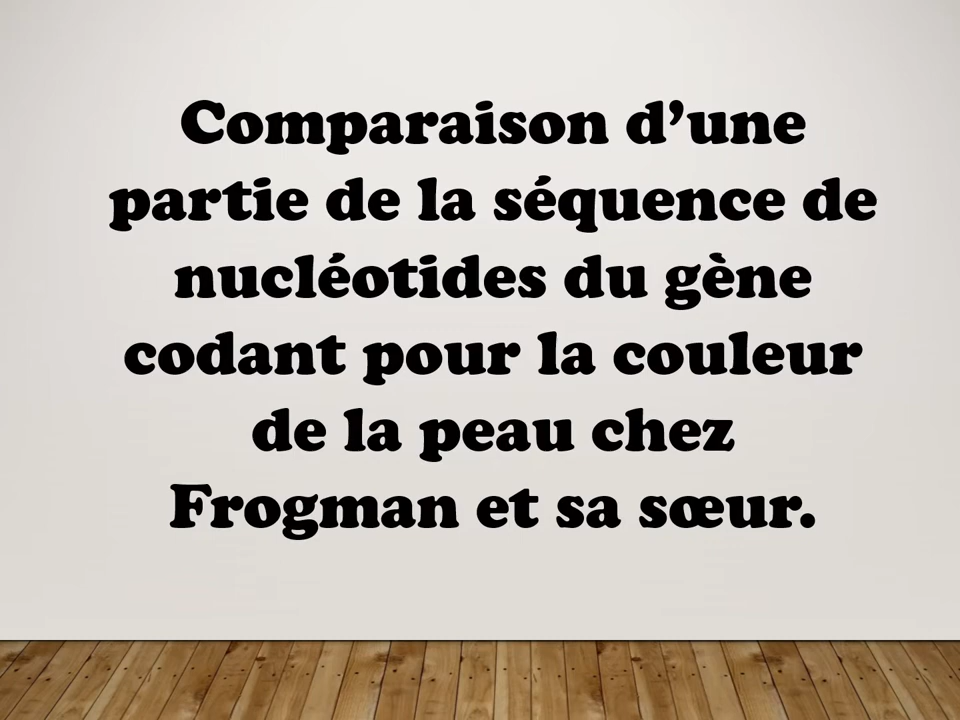 Comparaison d’une
partie de la séquence de
nucléotides du gène
codant pour la couleur
de la peau chez
Frogman et sa sœur.